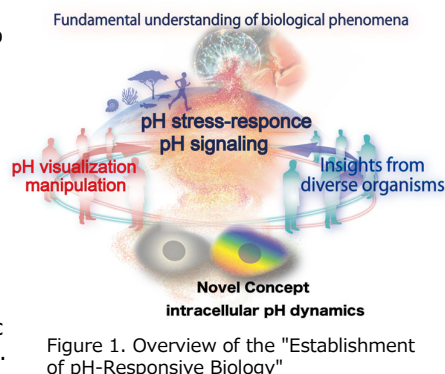 Fundamental understanding of biological phenomena
pH stress-responce
pH signaling
pH visualization
manipulation
Insights from
diverse organisms
Novel Concept
intracellular pH dynamics
Figure 1. Overview of the "Establishment
of pH-Responsive Biology"